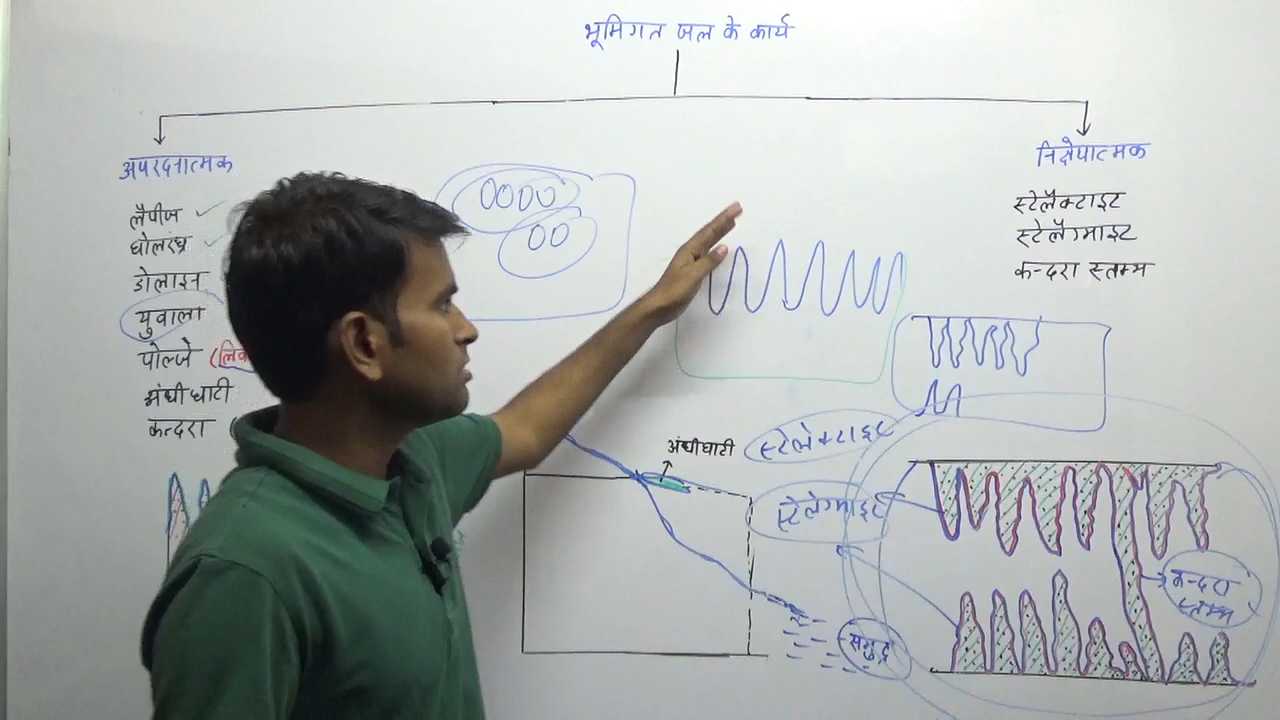 भूमिगत जल के कार्य
अपरदनात्मक
लैपीज
घोलरंध्र
डोलाइन
युवाला
पोल्जे
अंधी घाटी
कन्दरा
निक्षेपात्मक
स्टेलैक्टाइट
स्टेलैग्माइट
कन्दरा स्तम्भ
अंधी घाटी
स्टेलेक्टाइट
स्टेलेग्माइट
समुद्र
कन्दरा
स्तम्भ